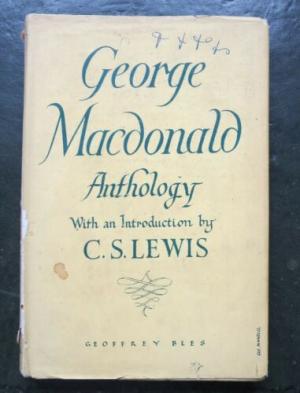 George
Macdonald
Anthology
With an Introduction by
C. S. LEWIS
GEOFFREY BLES